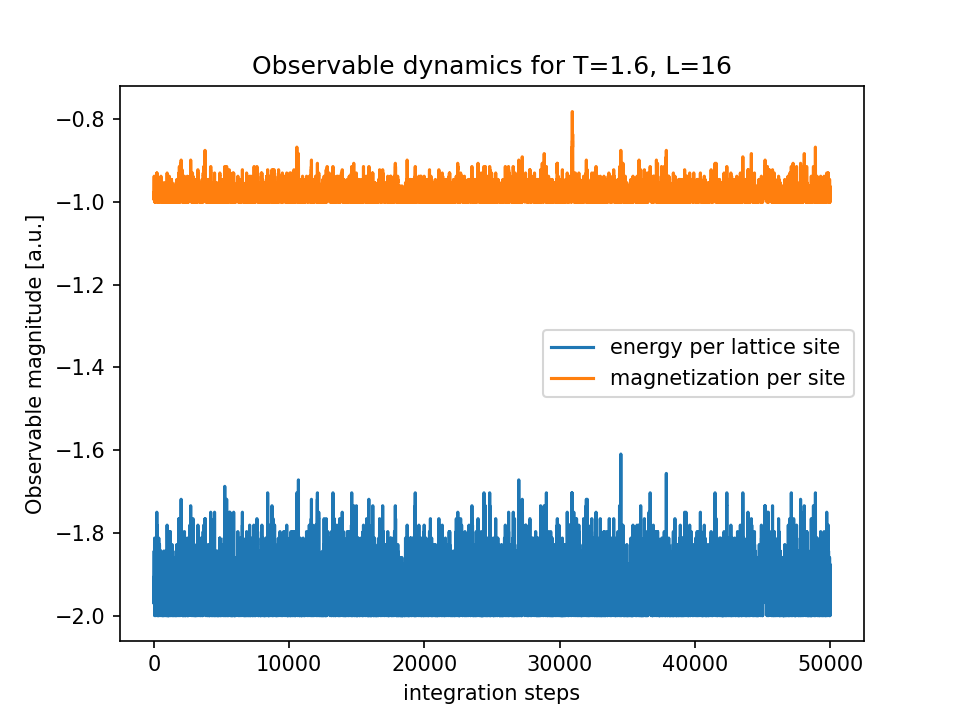 Observable dynamics for T=1.6, L=16
Observable magnitude [a.u.]
−0.8
−1.0
−1.2
−1.4
−1.6
−1.8
−2.0
energy per lattice site
magnetization per site
0 10000 20000 30000 40000 50000
integration steps